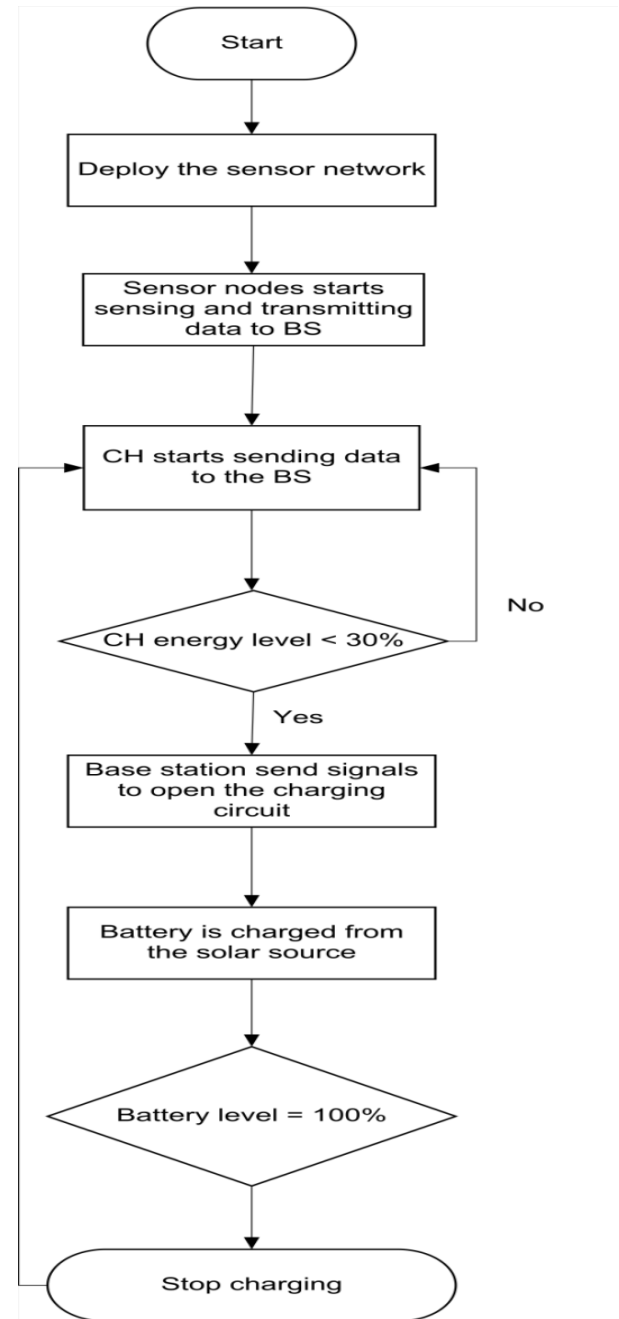 Start
Deploy the sensor network
Sensor nodes starts
sensing and transmitting
data to BS
CH starts sending data
to the BS
No
CH energy level < 30%
Yes
Base station send signals
to open the charging
circuit
Battery is charged from
the solar source
Battery level = 100%
Stop charging